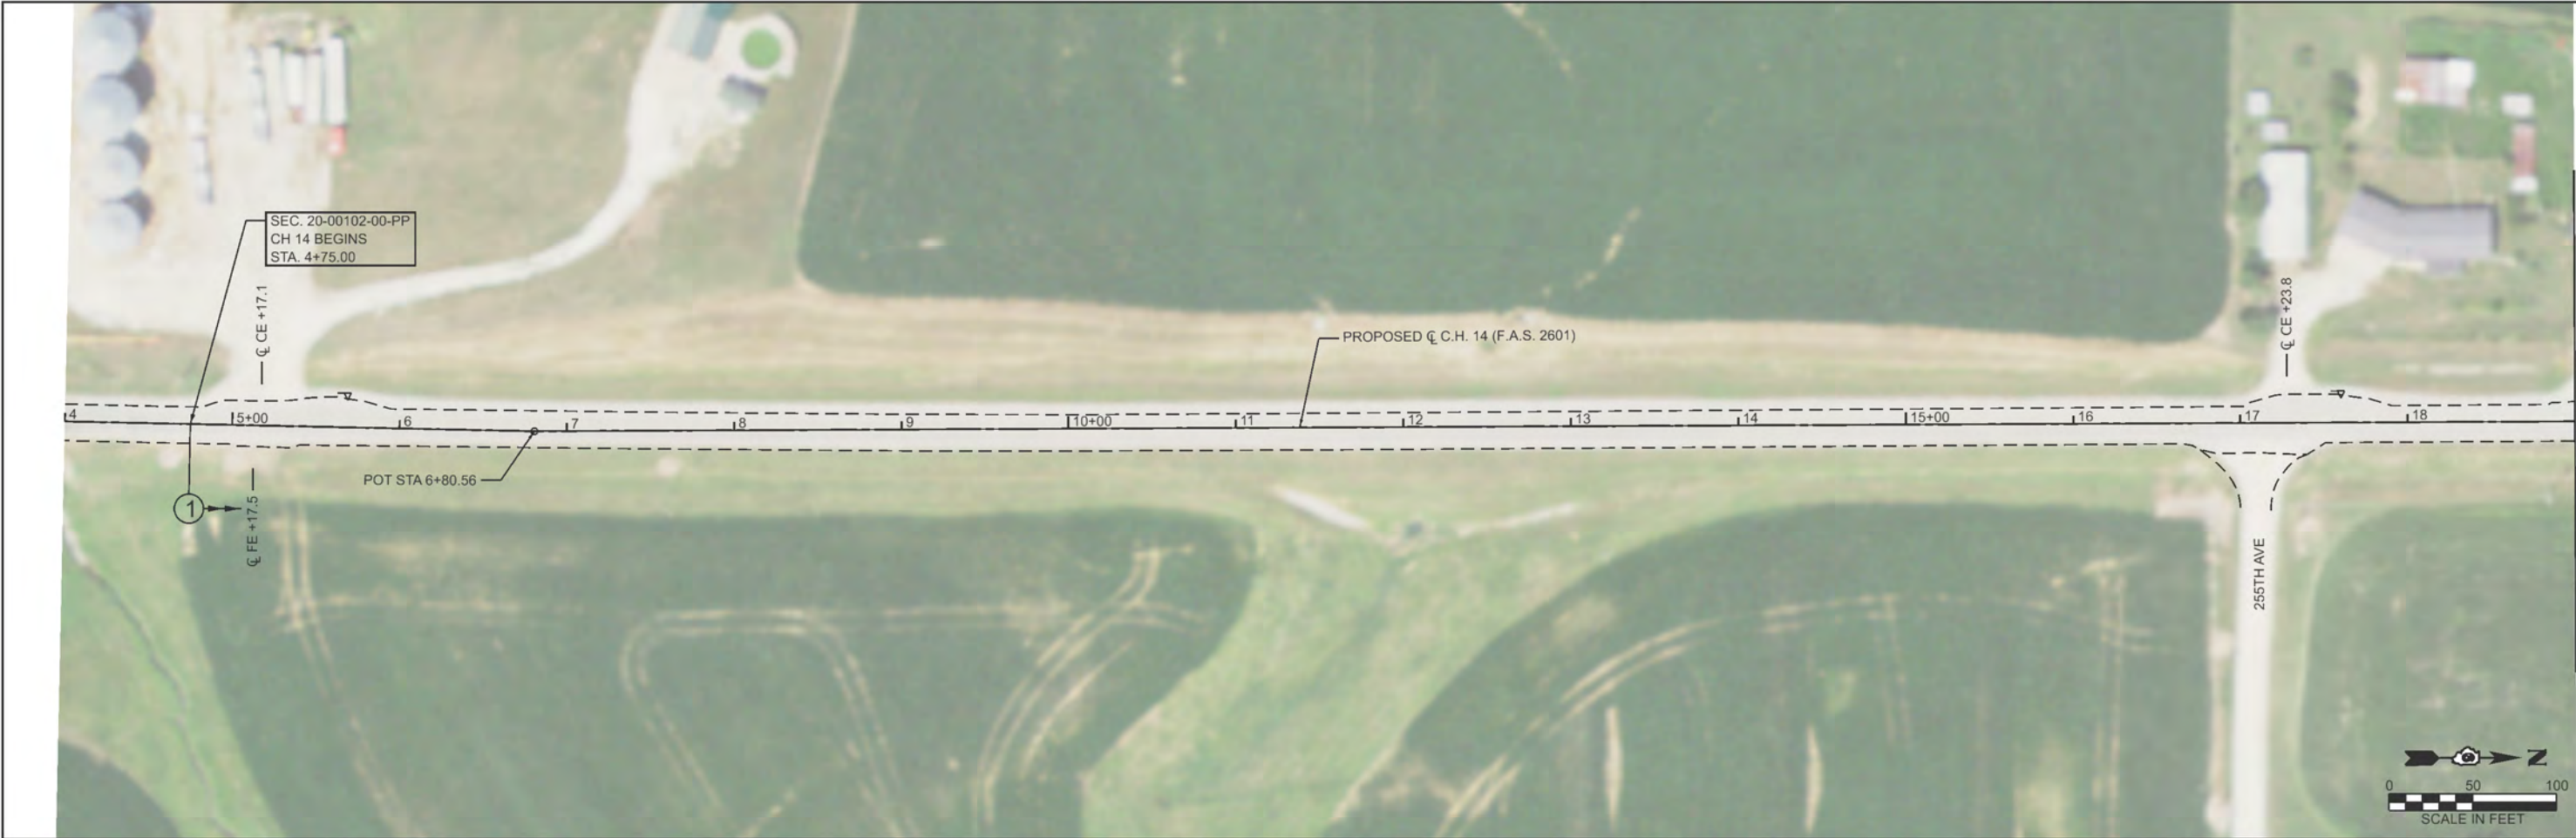 SEC. 20-00102-00-PP
CH 14 BEGINS
STA. 4+75.00
℄ CE +17.1
℄ CE +23.8
PROPOSED ℄ C.H. 14 (F.A.S. 2601)
4 5+00 6 7 8 9 10+00 11 12 13 14 15+00 16 17 18
POT STA 6+80.56
1
℄ FE +17.5
255TH AVE
Z
0 50 100
SCALE IN FEET